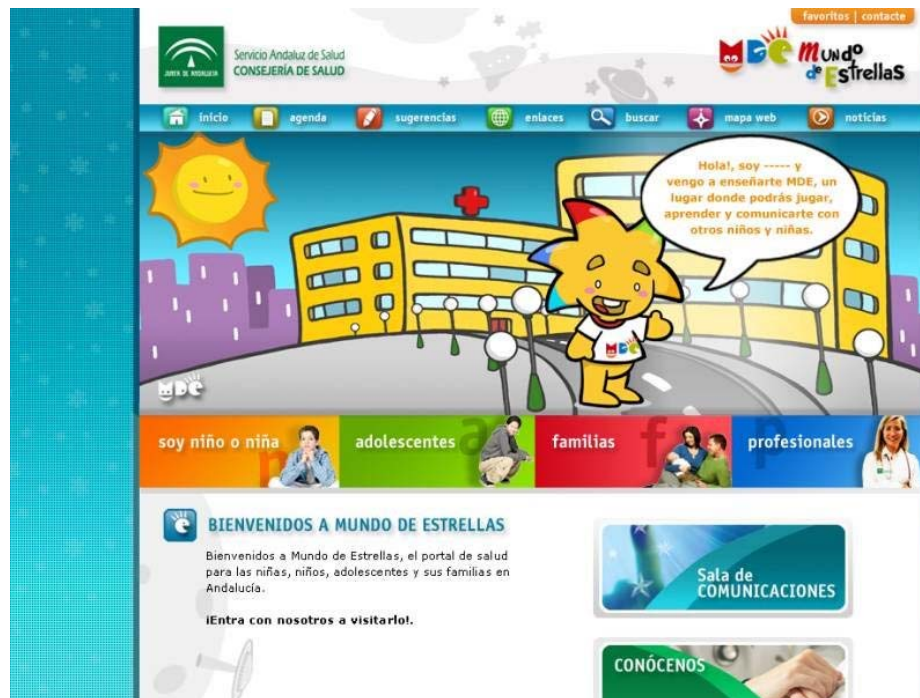 favoritos | contacte
JUNTA DE ANDALUCIA
Servicio Andaluz de Salud
CONSEJERÍA DE SALUD
MDE Mundo
de Estrellas
inicio
agenda
sugerencias
enlaces
buscar
mapa web
noticias
Hola!, soy ----- y
vengo a enseñarte MDE, un
lugar donde podrás jugar,
aprender y comunicarte con
otros niños y niñas.
MDE
MDE
soy niño o niña
n
adolescentes
a
familias
f
profesionales
p
BIENVENIDOS A MUNDO DE ESTRELLAS
Bienvenidos a Mundo de Estrellas, el portal de salud
para las niñas, niños, adolescentes y sus familias en
Andalucía.
¡Entra con nosotros a visitarlo!.
Sala de
COMUNICACIONES
CONÓCENOS